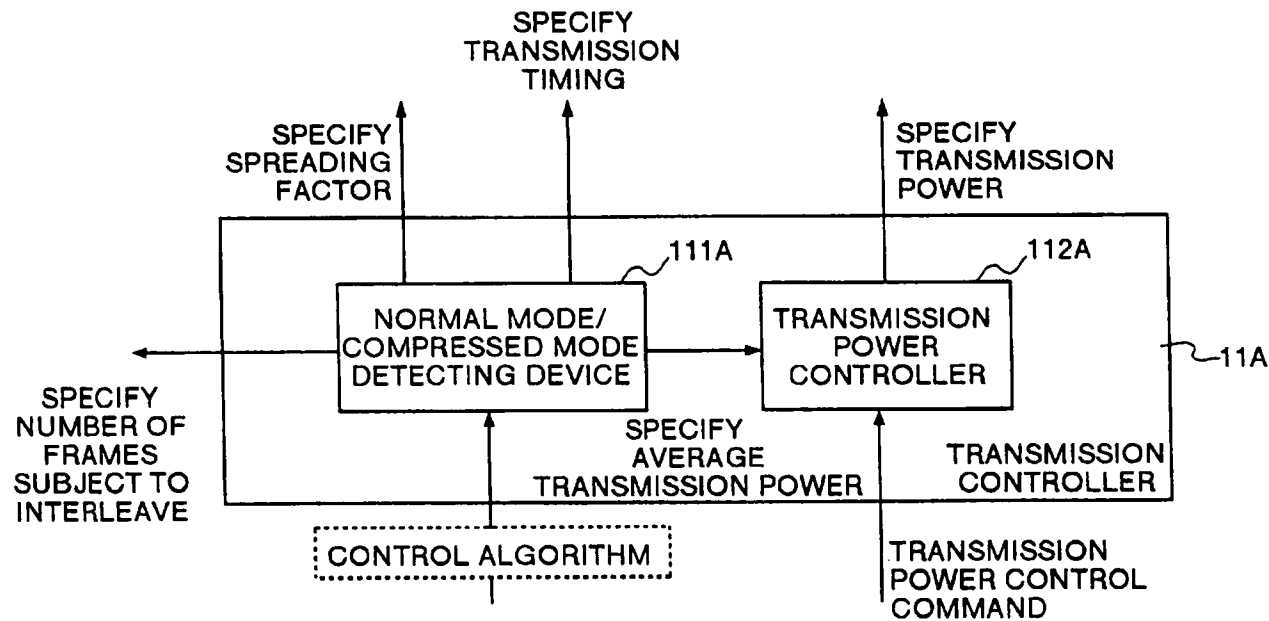 SPECIFY
TRANSMISSION
TIMING
SPECIFY
SPREADING
FACTOR
SPECIFY
TRANSMISSION
POWER
111A
112A
NORMAL MODE/
COMPRESSED MODE
DETECTING DEVICE
TRANSMISSION
POWER
CONTROLLER
11A
SPECIFY
NUMBER OF
FRAMES
SUBJECT TO
INTERLEAVE
SPECIFY
AVERAGE
TRANSMISSION POWER
TRANSMISSION
CONTROLLER
CONTROL ALGORITHM
TRANSMISSION
POWER CONTROL
COMMAND